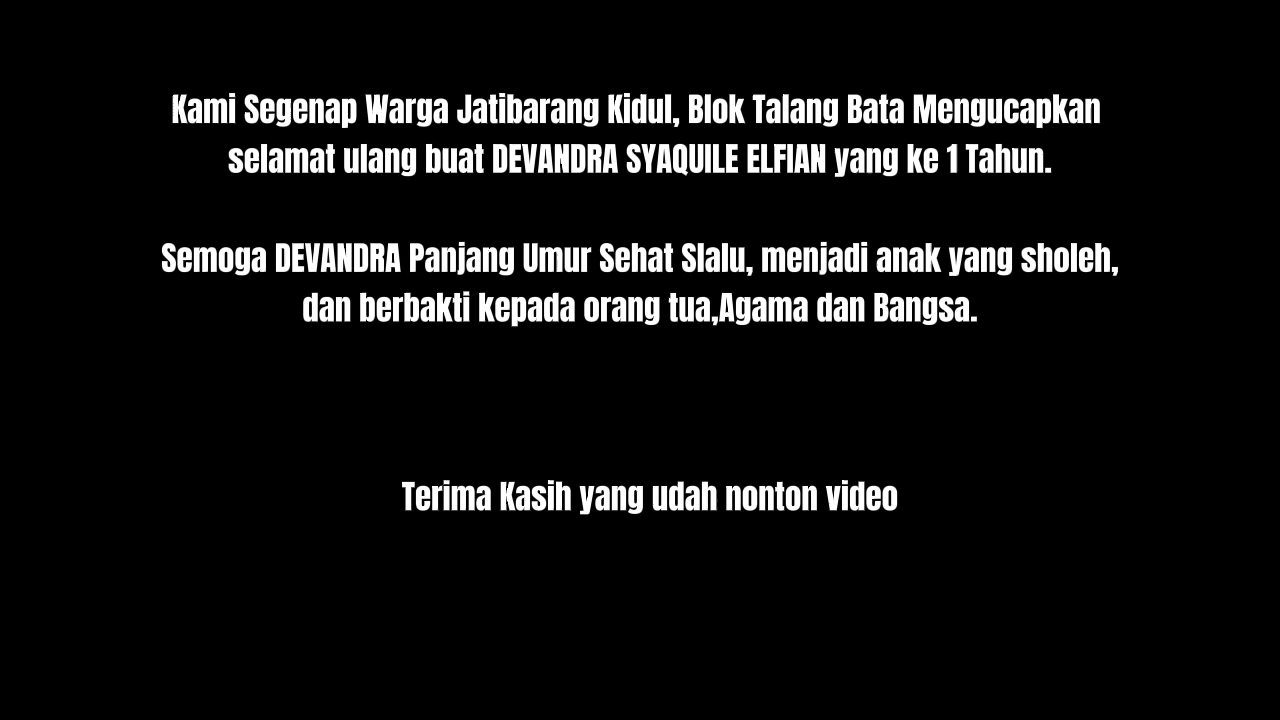 Kami Segenap Warga Jatibarang Kidul, Blok Talang Bata Mengucapkan
selamat ulang buat DEVANDRA SYAQUILE ELFIAN yang ke 1 Tahun.
Semoga DEVANDRA Panjang Umur Sehat Slalu, menjadi anak yang sholeh,
dan berbakti kepada orang tua,Agama dan Bangsa.
Terima Kasih yang udah nonton video